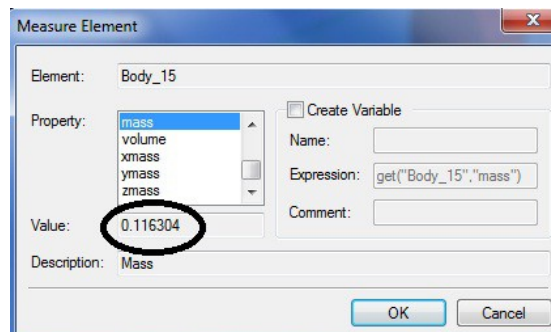 Measure Element
Element: Body_15
Property:
mass
volume
xmass
ymass
zmass
Create Variable
Name:
Expression: get("Body_15","mass")
Comment:
Value: 0.116304
Description: Mass
OK Cancel